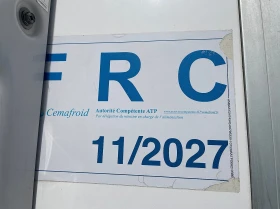 F R C
Cemafroid Autorité Compétente ATP
11/2027